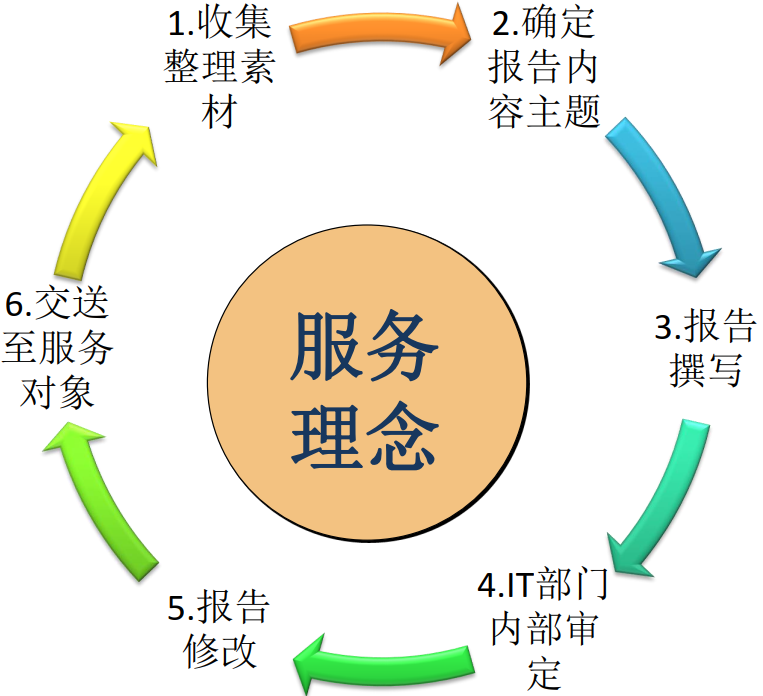 1.收集
整理素
材
2.确定
报告内
容主题
3.报告
撰写
4.IT部门
内部审
定
5.报告
修改
6.交送
至服务
对象
服务
理念